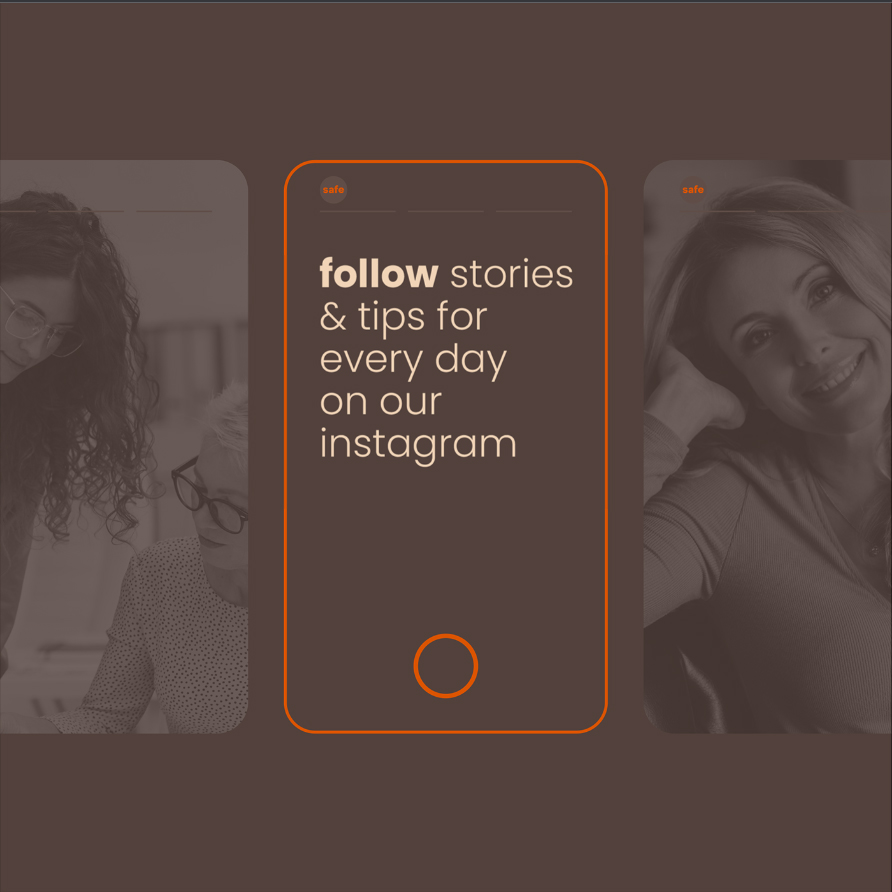 safe
follow stories
& tips for
every day
on our
instagram
safe